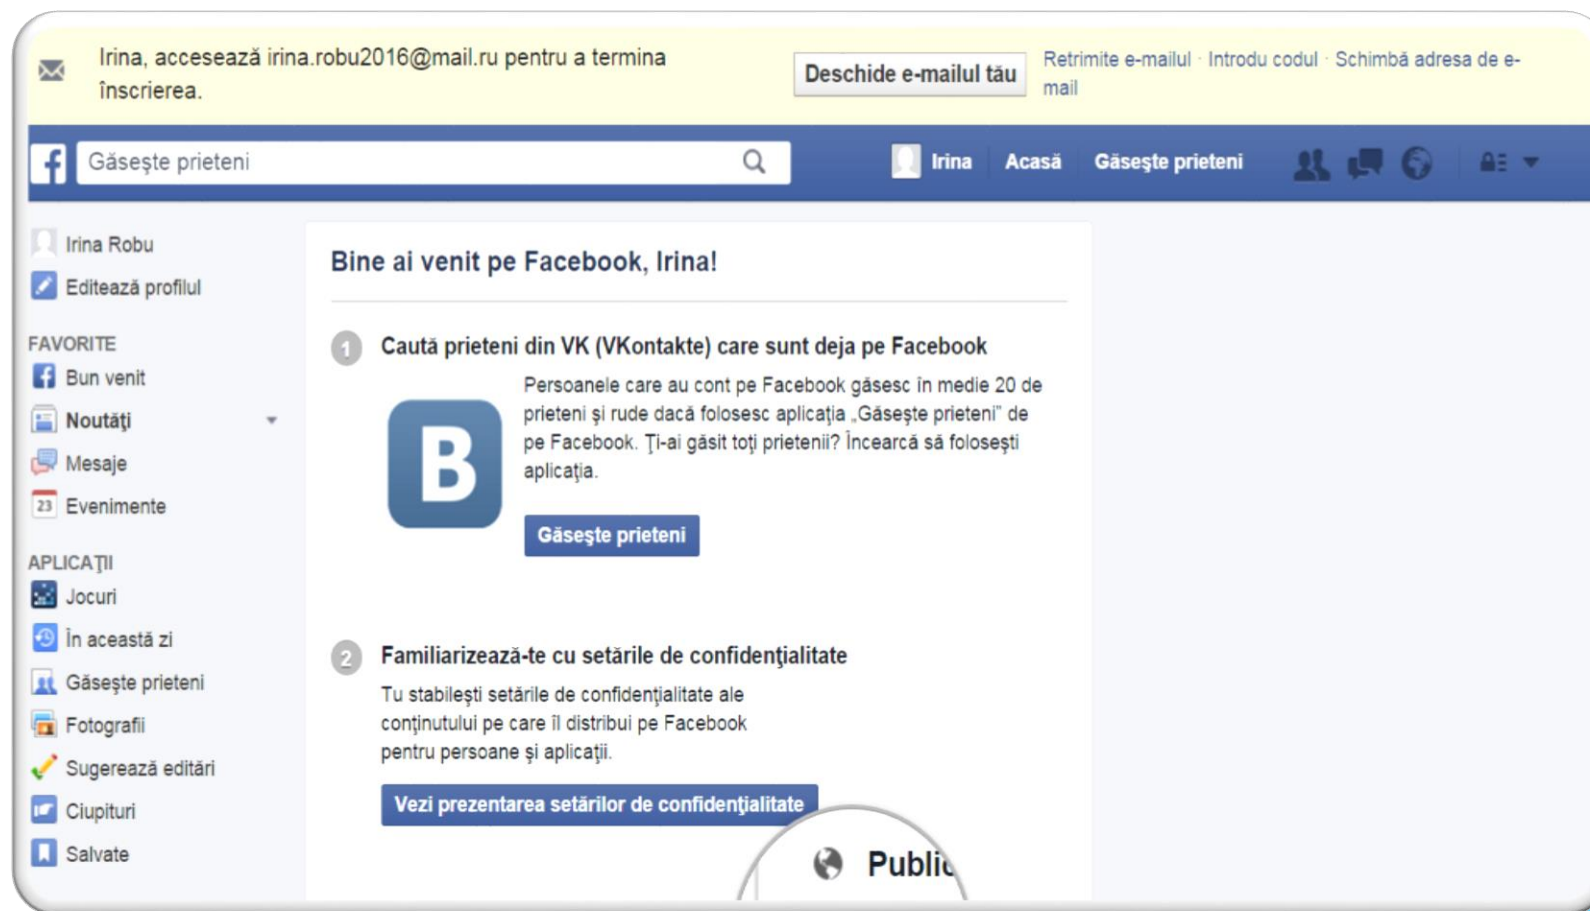 Irina, accesează irina.robu2016@mail.ru pentru a termina
înscrierea.
Deschide e-mailul tău
Retrimite e-mailul · Introdu codul · Schimbă adresa de e-
mail
Găseşte prieteni
Irina
Acasă
Găseşte prieteni
Irina Robu
Editează profilul
FAVORITE
Bun venit
Noutăţi
Mesaje
23
Evenimente
APLICAŢII
Jocuri
În această zi
Găseşte prieteni
Fotografii
Sugerează editări
Ciupituri
Salvate
Bine ai venit pe Facebook, Irina!
1
Caută prieteni din VK (VKontakte) care sunt deja pe Facebook
B
Persoanele care au cont pe Facebook găsesc în medie 20 de
prieteni şi rude dacă folosesc aplicaţia „Găseşte prieteni” de
pe Facebook. Ţi-ai găsit toţi prietenii? Încearcă să foloseşti
aplicaţia.
Găseşte prieteni
2
Familiarizează-te cu setările de confidenţialitate
Tu stabileşti setările de confidenţialitate ale
conţinutului pe care îl distribui pe Facebook
pentru persoane şi aplicaţii.
Vezi prezentarea setărilor de confidenţialitate
Public